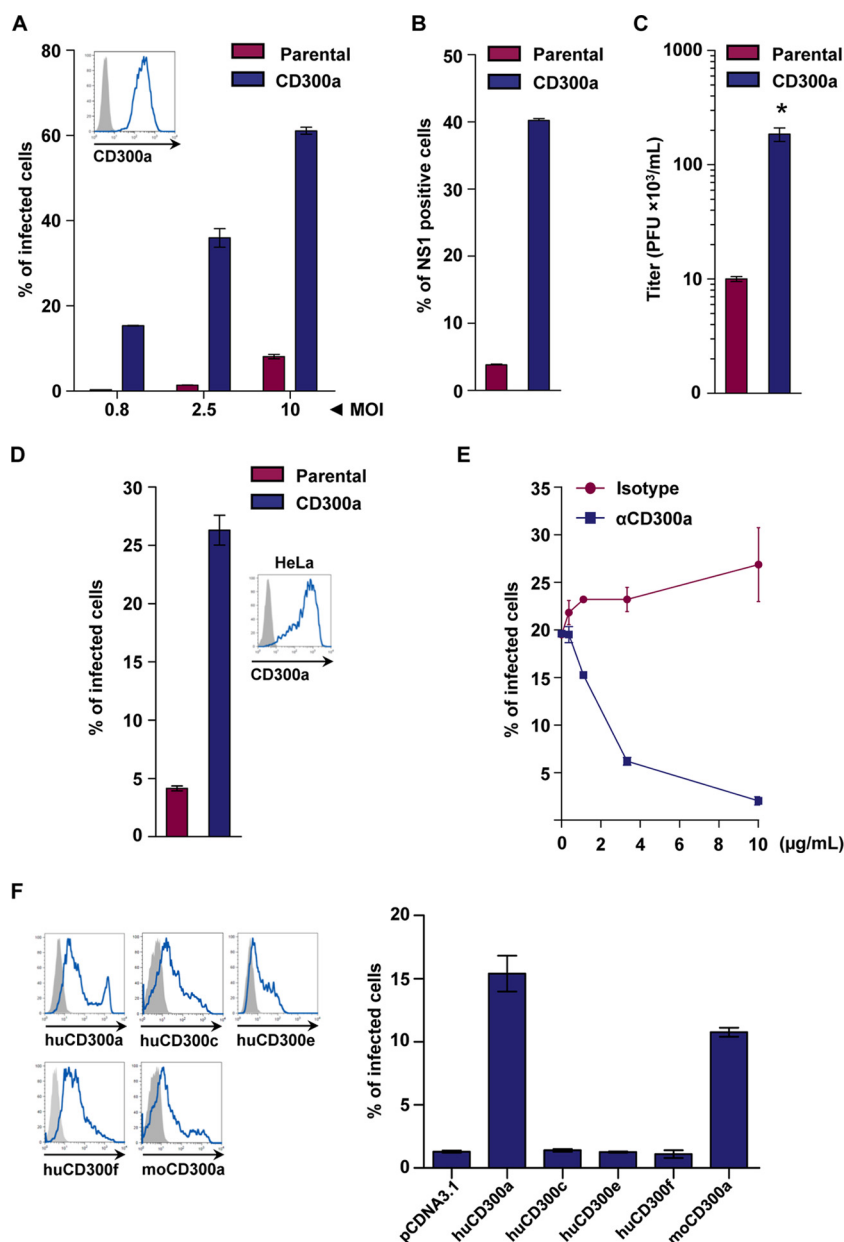 A
80
60
40
20
0
% of infected cells
CD300a
Parental
CD300a
0.8 2.5 10 ◄ MOI
B
50
40
30
20
10
0
% of NS1 positive cells
Parental
CD300a
C
1000
100
10
0
Titer (PFU ×10³/mL)
Parental
CD300a
*
D
30
25
20
15
10
5
0
% of infected cells
Parental
CD300a
HeLa
CD300a
E
35
30
25
20
15
10
5
% of infected cells
Isotype
αCD300a
0 2 4 6 8 10 (µg/mL)
F
huCD300a huCD300c huCD300e
huCD300f moCD300a
20
15
10
5
0
% of infected cells
pCDNA3.1
huCD300a
huCD300c
huCD300e
huCD300f
moCD300a